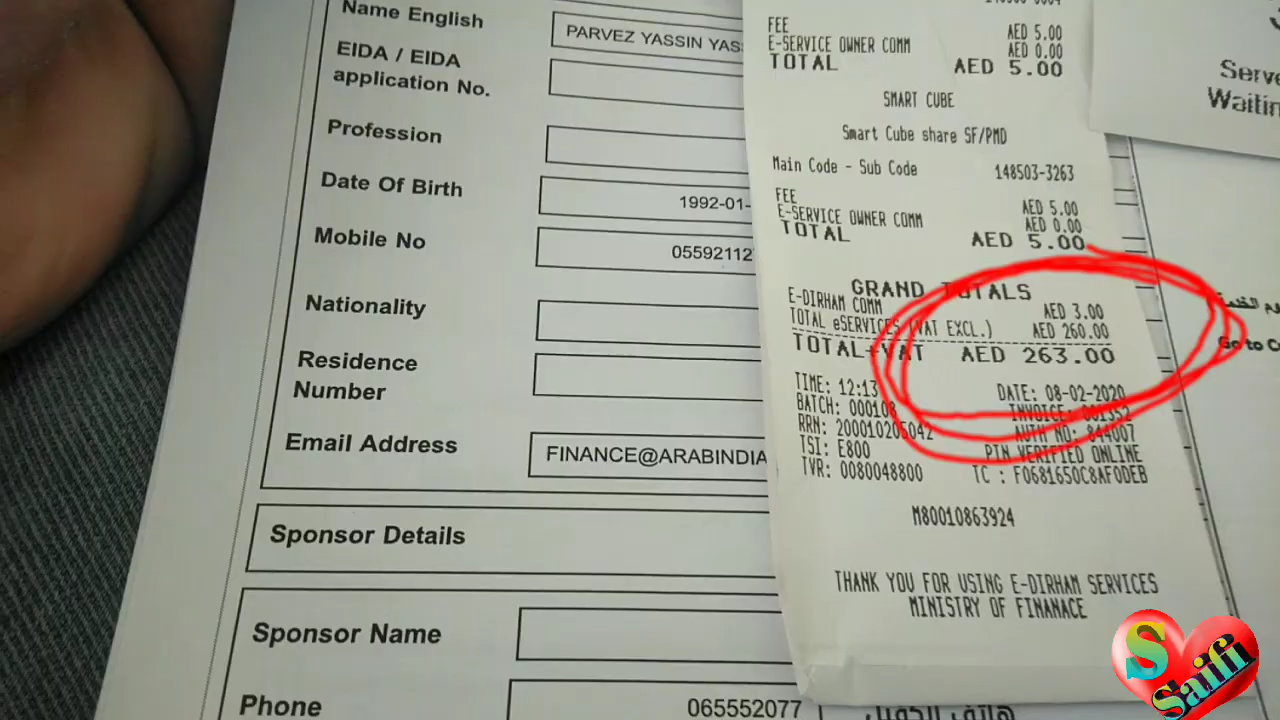 Name English
PARVEZ YASSIN YAS
EIDA / EIDA
application No.
Profession
Date Of Birth
1992-01-
Mobile No
05592112
Nationality
Residence
Number
Email Address
FINANCE@ARABINDIA
Sponsor Details
Sponsor Name
Phone
065552077
هاتف الكفيل
FEE AED 5.00
E-SERVICE OWNER COMM AED 0.00
TOTAL AED 5.00
SMART CUBE
Smart Cube share SF/PMD
Main Code - Sub Code 148503-3263
FEE AED 5.00
E-SERVICE OWNER COMM AED 0.00
TOTAL AED 5.00
GRAND TOTALS
E-DIRHAM COMM AED 3.00
TOTAL eSERVICES (VAT EXCL.) AED 260.00
TOTAL+VAT AED 263.00
TIME: 12:13 DATE: 08-02-2020
BATCH: 000108 INVOICE: 001352
RRN: 200010205042 AUTH NO: 844007
TSI: E800 PIN VERIFIED ONLINE
TVR: 0080048800 TC : F0681650C8AF0DEB
M80010863924
THANK YOU FOR USING E-DIRHAM SERVICES
MINISTRY OF FINANACE
Serve
Waitin
Go to C
S
Saifi